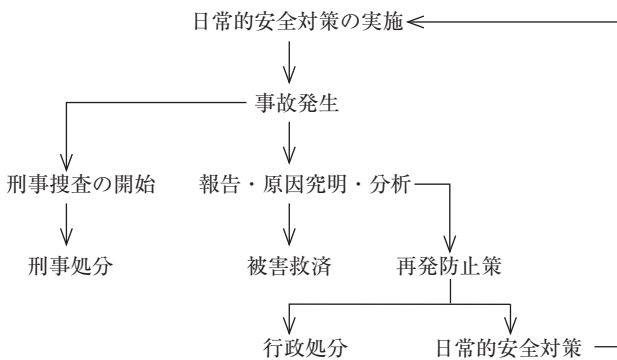 日常的安全対策の実施
事故発生
刑事捜査の開始
報告・原因究明・分析
刑事処分
被害救済
再発防止策
行政処分
日常的安全対策